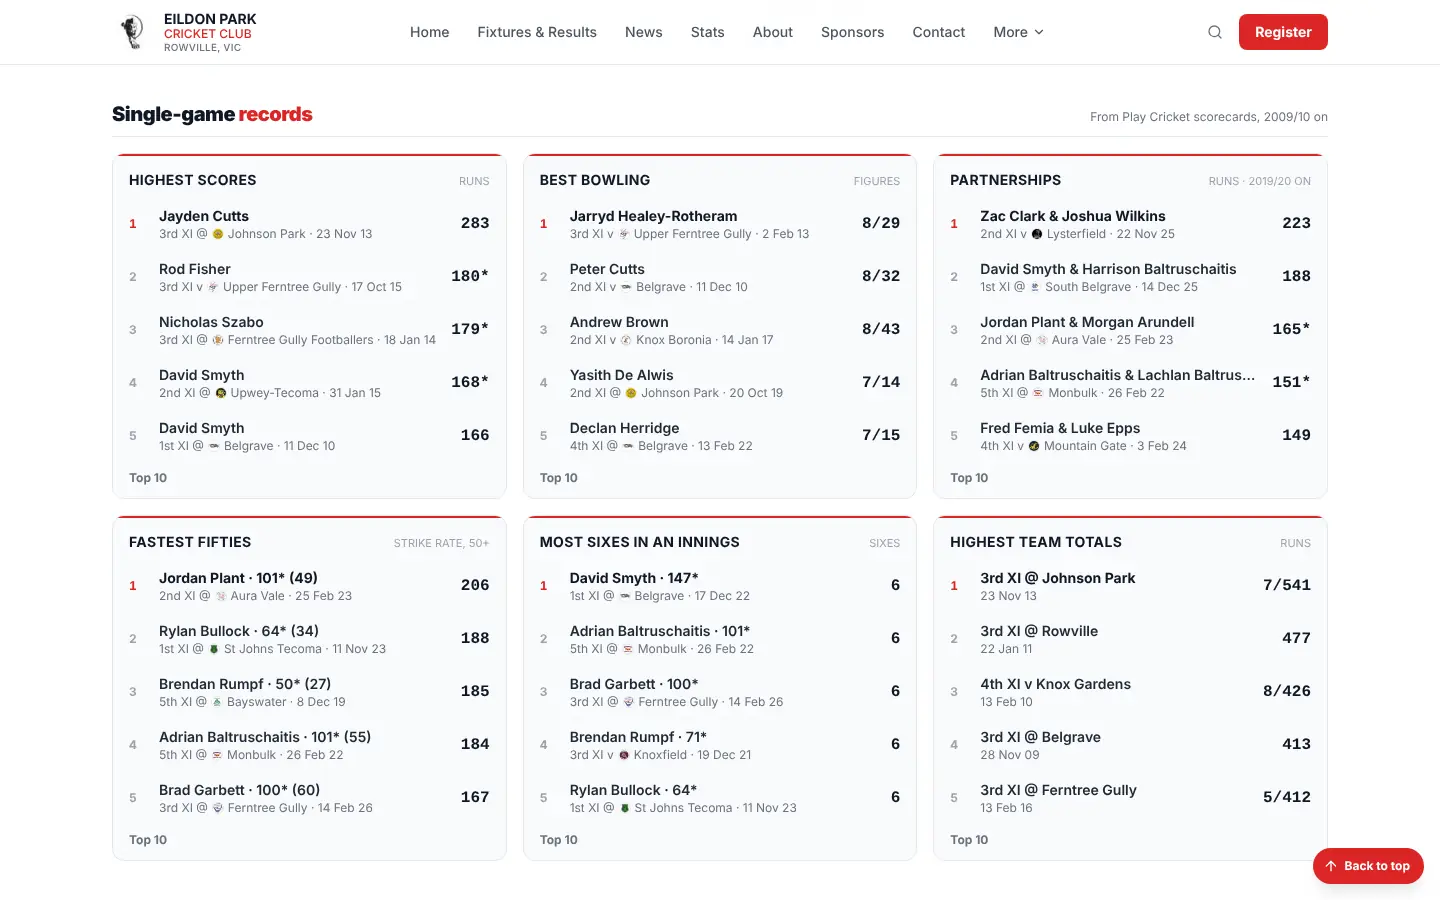 EILDON PARK
CRICKET CLUB
ROWVILLE, VIC
Home Fixtures & Results News Stats About Sponsors Contact More
Register
Single-game records
From Play Cricket scorecards, 2009/10 on
HIGHEST SCORES RUNS
1 Jayden Cutts 283
3rd XI @ Johnson Park · 23 Nov 13
2 Rod Fisher 180*
3rd XI v Upper Ferntree Gully · 17 Oct 15
3 Nicholas Szabo 179*
3rd XI @ Ferntree Gully Footballers · 18 Jan 14
4 David Smyth 168*
2nd XI @ Upwey-Tecoma · 31 Jan 15
5 David Smyth 166
1st XI @ Belgrave · 11 Dec 10
Top 10
BEST BOWLING FIGURES
1 Jarryd Healey-Rotheram 8/29
3rd XI v Upper Ferntree Gully · 2 Feb 13
2 Peter Cutts 8/32
2nd XI v Belgrave · 11 Dec 10
3 Andrew Brown 8/43
2nd XI v Knox Boronia · 14 Jan 17
4 Yasith De Alwis 7/14
2nd XI @ Johnson Park · 20 Oct 19
5 Declan Herridge 7/15
4th XI @ Belgrave · 13 Feb 22
Top 10
PARTNERSHIPS RUNS · 2019/20 ON
1 Zac Clark & Joshua Wilkins 223
2nd XI v Lysterfield · 22 Nov 25
2 David Smyth & Harrison Baltruschaitis 188
1st XI @ South Belgrave · 14 Dec 25
3 Jordan Plant & Morgan Arundell 165*
2nd XI @ Aura Vale · 25 Feb 23
4 Adrian Baltruschaitis & Lachlan Baltrus... 151*
5th XI @ Monbulk · 26 Feb 22
5 Fred Femia & Luke Epps 149
4th XI v Mountain Gate · 3 Feb 24
Top 10
FASTEST FIFTIES STRIKE RATE, 50+
1 Jordan Plant · 101* (49) 206
2nd XI @ Aura Vale · 25 Feb 23
2 Rylan Bullock · 64* (34) 188
1st XI @ St Johns Tecoma · 11 Nov 23
3 Brendan Rumpf · 50* (27) 185
5th XI @ Bayswater · 8 Dec 19
4 Adrian Baltruschaitis · 101* (55) 184
5th XI @ Monbulk · 26 Feb 22
5 Brad Garbett · 100* (60) 167
3rd XI @ Ferntree Gully · 14 Feb 26
Top 10
MOST SIXES IN AN INNINGS SIXES
1 David Smyth · 147* 6
1st XI @ Belgrave · 17 Dec 22
2 Adrian Baltruschaitis · 101* 6
5th XI @ Monbulk · 26 Feb 22
3 Brad Garbett · 100* 6
3rd XI @ Ferntree Gully · 14 Feb 26
4 Brendan Rumpf · 71* 6
3rd XI v Knoxfield · 19 Dec 21
5 Rylan Bullock · 64* 6
1st XI @ St Johns Tecoma · 11 Nov 23
Top 10
HIGHEST TEAM TOTALS RUNS
1 3rd XI @ Johnson Park 7/541
23 Nov 13
2 3rd XI @ Rowville 477
22 Jan 11
3 4th XI v Knox Gardens 8/426
13 Feb 10
4 3rd XI @ Belgrave 413
28 Nov 09
5 3rd XI @ Ferntree Gully 5/412
13 Feb 16
Top 10
Back to top